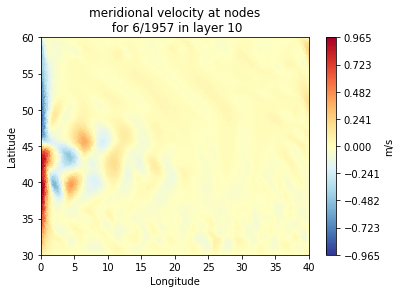 meridional velocity at nodes
for 6/1957 in layer 10
60
55
50
45
40
35
30
Latitude
0 5 10 15 20 25 30 35 40
Longitude
0.965
0.723
0.482
0.241
0.000
−0.241
−0.482
−0.723
−0.965
m/s